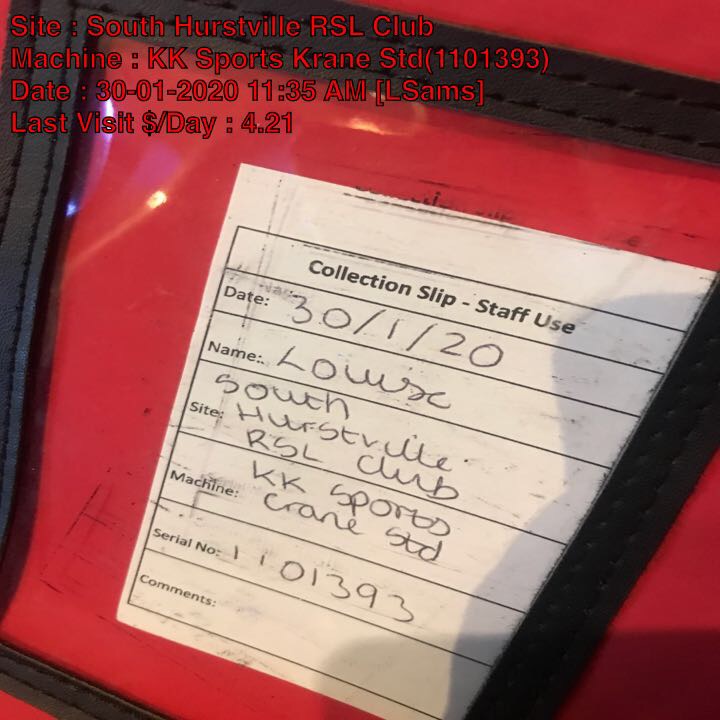 Site : South Hurstville RSL Club
Machine : KK Sports Krane Std(1101393)
Date : 30-01-2020 11:35 AM [LSams]
Last Visit $/Day : 4.21
Collection Slip - Staff Use
Date: 30/1/20
Name: Louise
South
Site: Hurstville
RSL Club
Machine: KK Sports
Crane Std
Serial No: 1101393
Comments: